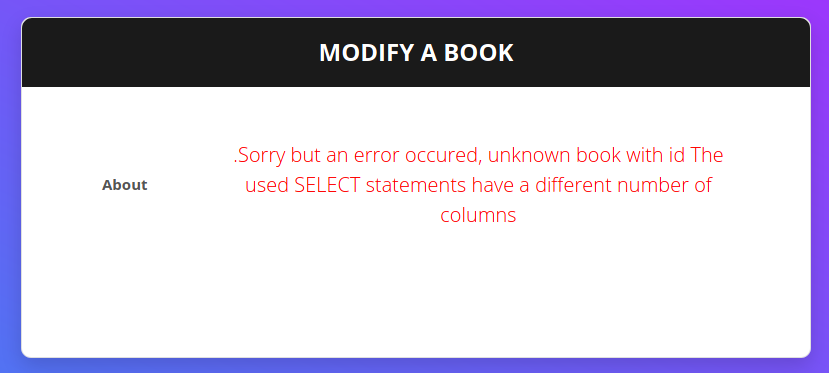 MODIFY A BOOK
About
.Sorry but an error occured, unknown book with id The
used SELECT statements have a different number of
columns